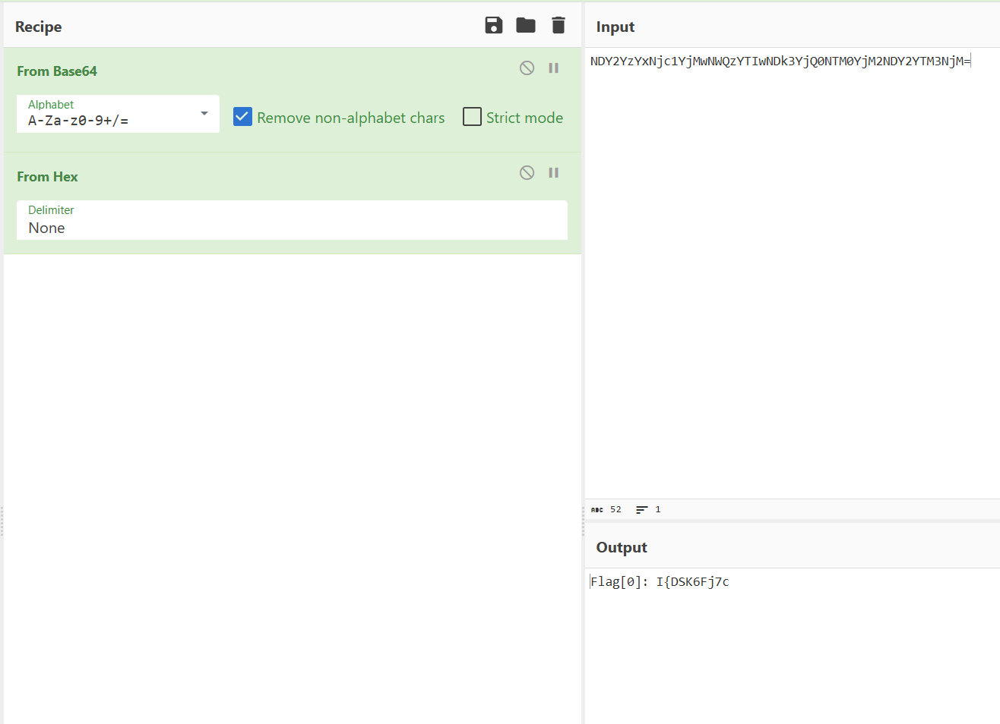 Recipe
From Base64
Alphabet
A-Za-z0-9+/=
Remove non-alphabet chars
Strict mode
From Hex
Delimiter
None
Input
NDY2YzYxNjc1YjMwNWQzYTIwNDk3YjQ0NTM0YjM2NDY2YTM3NjM=
ABC 52
1
Output
Flag[0]: I{DSK6Fj7c